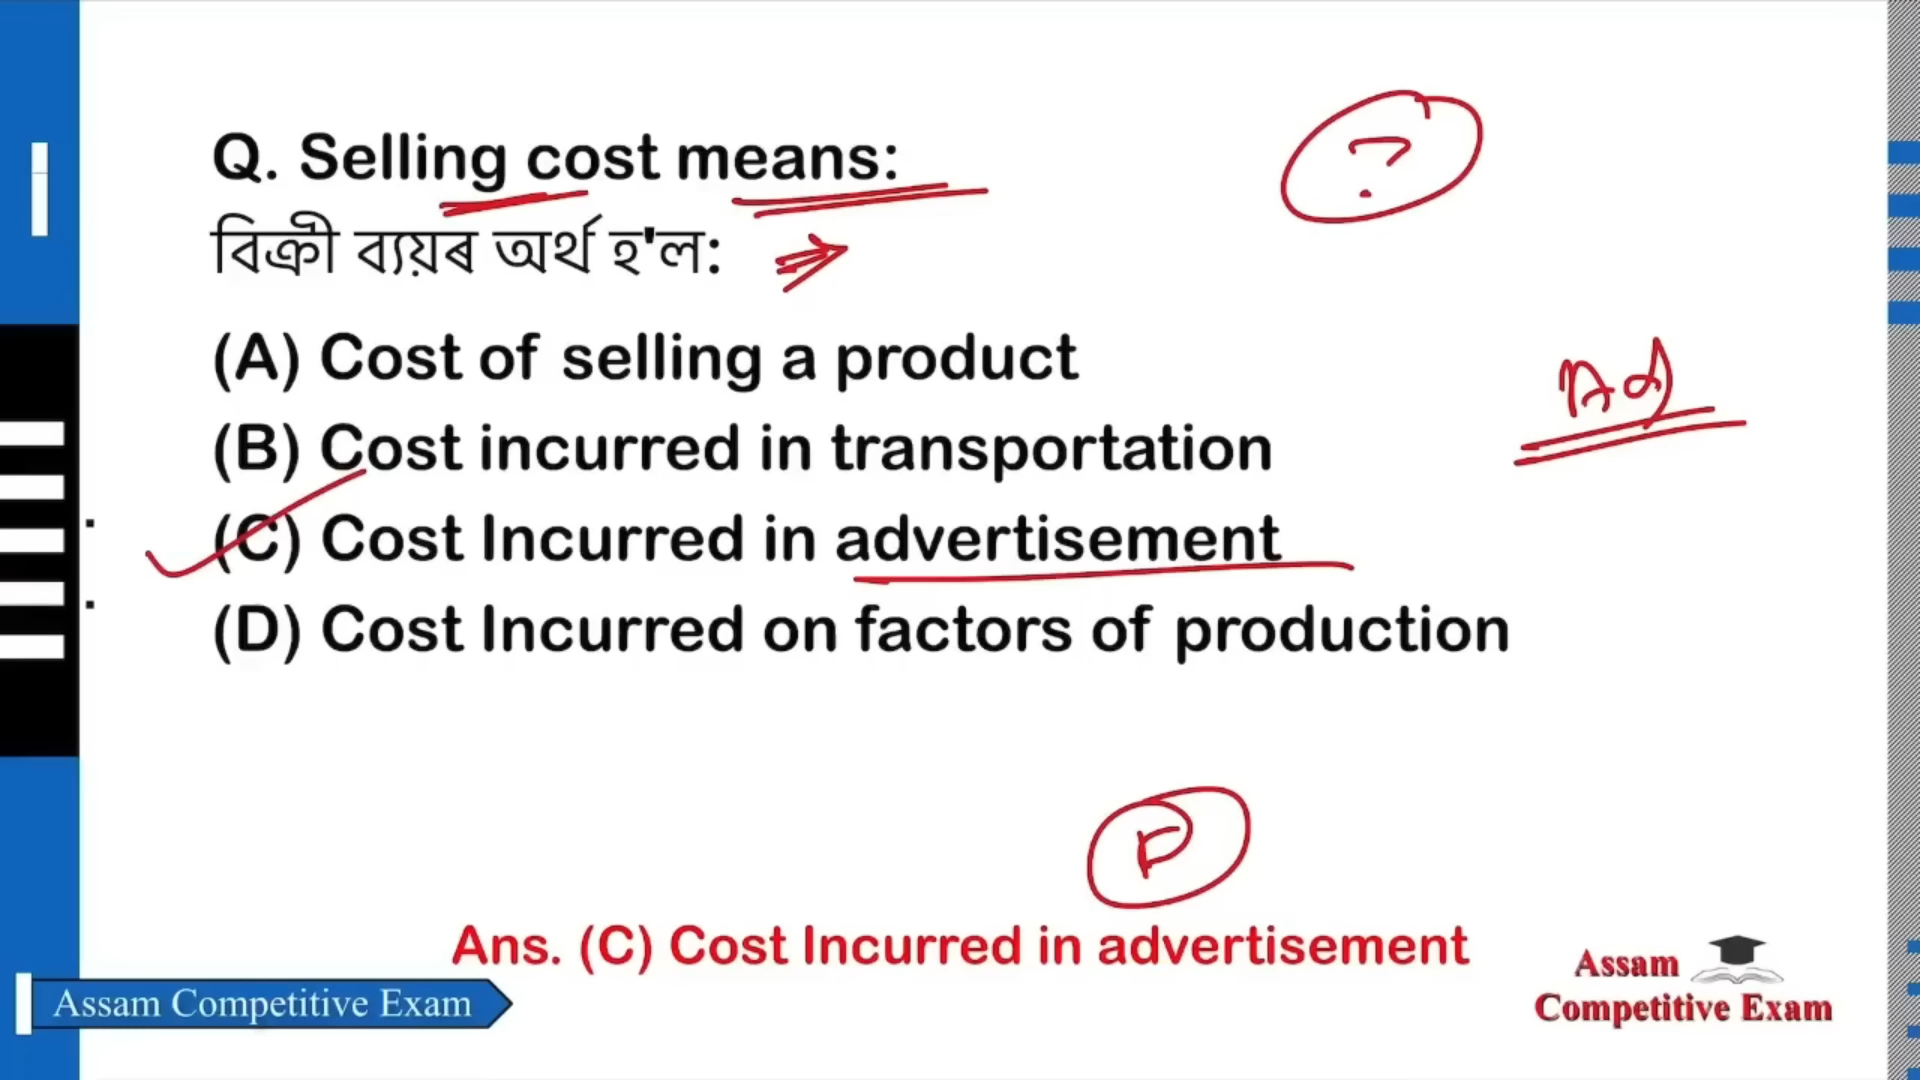 Q. Selling cost means:
?
বিক্ৰী ব্যয়ৰ অৰ্থ হ'ল:
(A) Cost of selling a product
Ad
(B) Cost incurred in transportation
(C) Cost Incurred in advertisement
(D) Cost Incurred on factors of production
P
Ans. (C) Cost Incurred in advertisement
Assam Competitive Exam
Assam
Competitive Exam